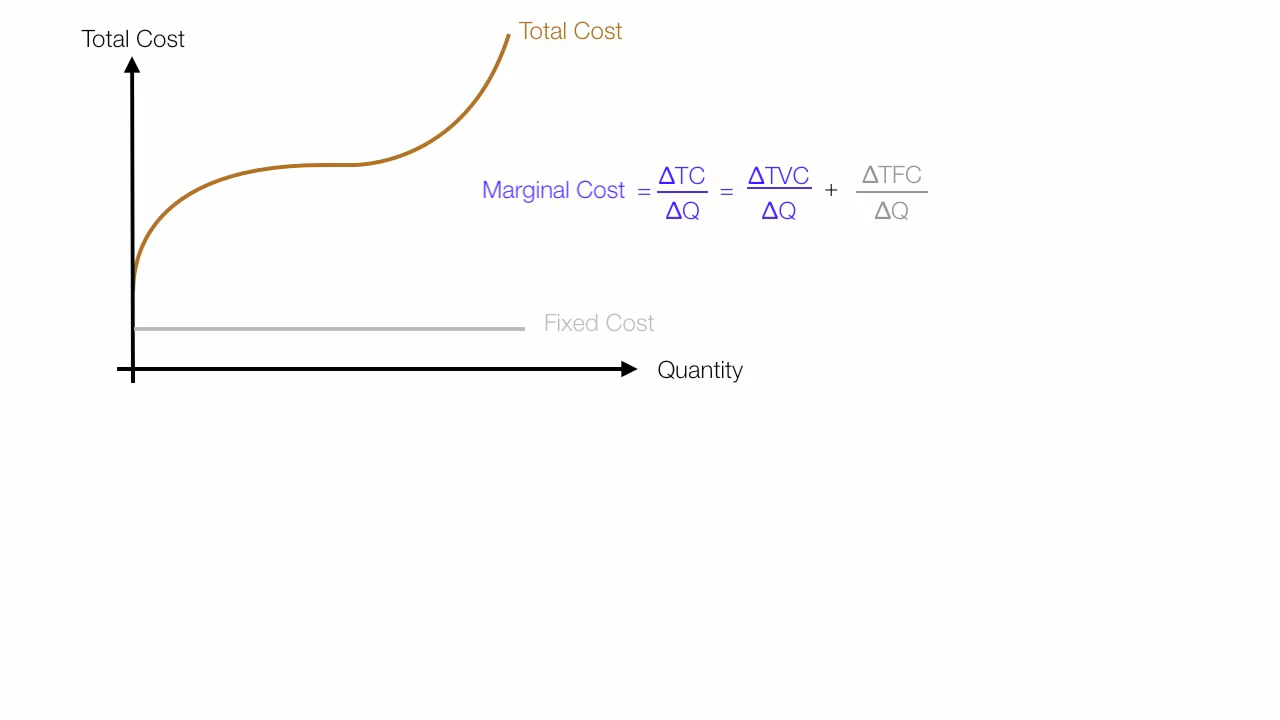 Total Cost
Total Cost
Marginal Cost = ΔTC/ΔQ = ΔTVC/ΔQ + ΔTFC/ΔQ
Fixed Cost
Quantity